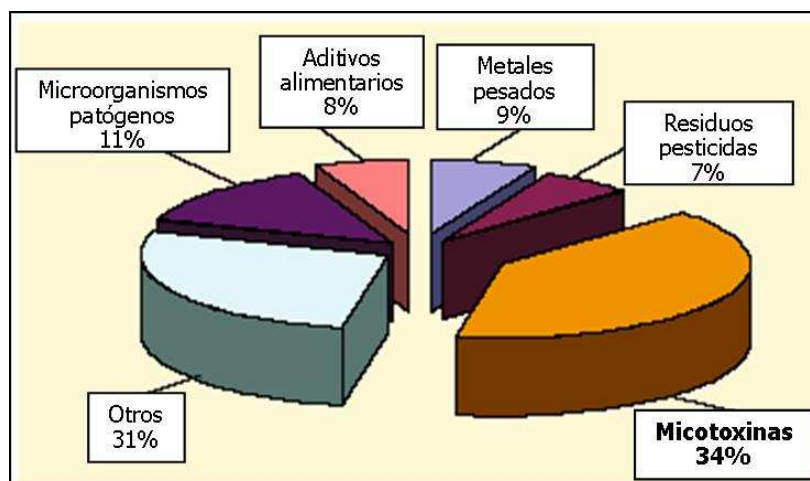 Aditivos
alimentarios
8%
Metales
pesados
9%
Microorganismos
patógenos
11%
Residuos
pesticidas
7%
Otros
31%
Micotoxinas
34%